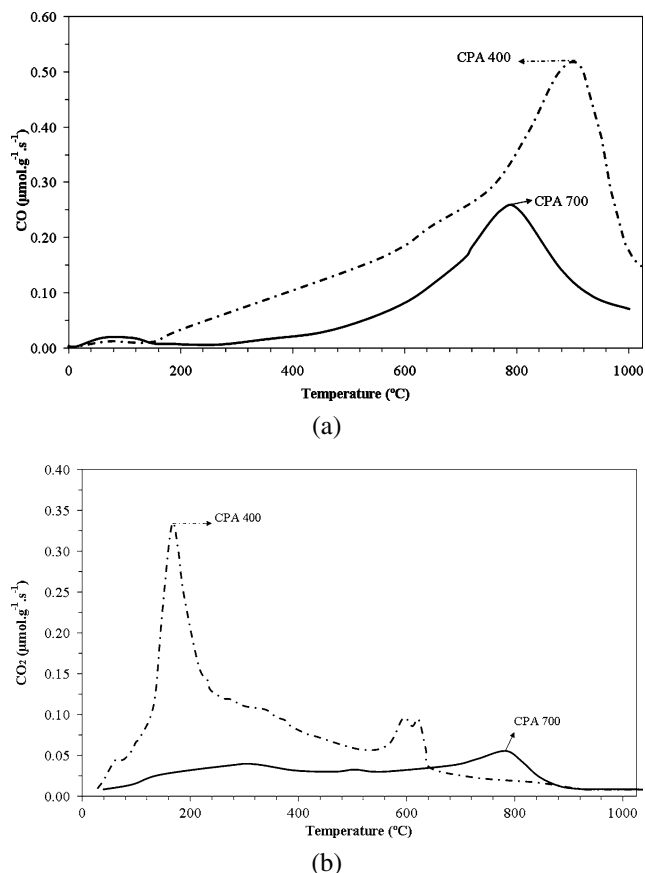 0.60
0.50
CPA 400
0.40
0.30
CPA 700
0.20
0.10
0.00
CO (µmol.g⁻¹.s⁻¹)
0 200 400 600 800 1000
Temperature (ºC)
(a)
0.40
0.35
CPA 400
0.30
0.25
0.20
0.15
0.10
CPA 700
0.05
0.00
CO₂ (µmol.g⁻¹.s⁻¹)
0 200 400 600 800 1000
Temperature (ºC)
(b)